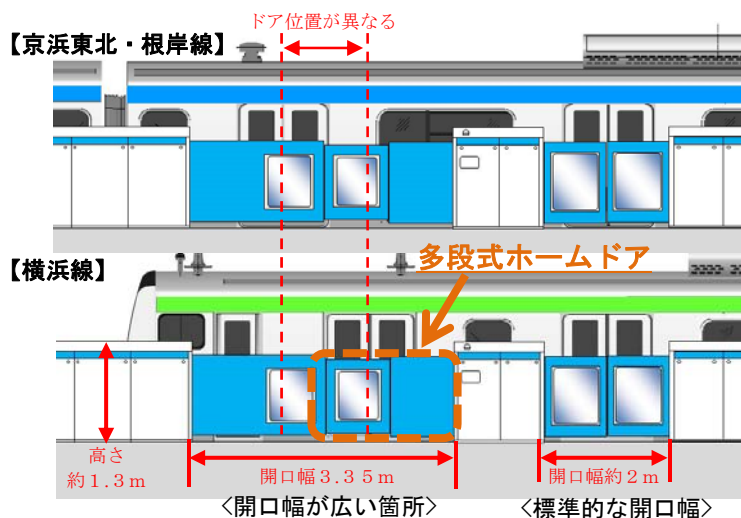 ドア位置が異なる
【京浜東北・根岸線】
【横浜線】
多段式ホームドア
高さ
約1.3m
開口幅3.35m
開口幅約2m
<開口幅が広い箇所>
<標準的な開口幅>